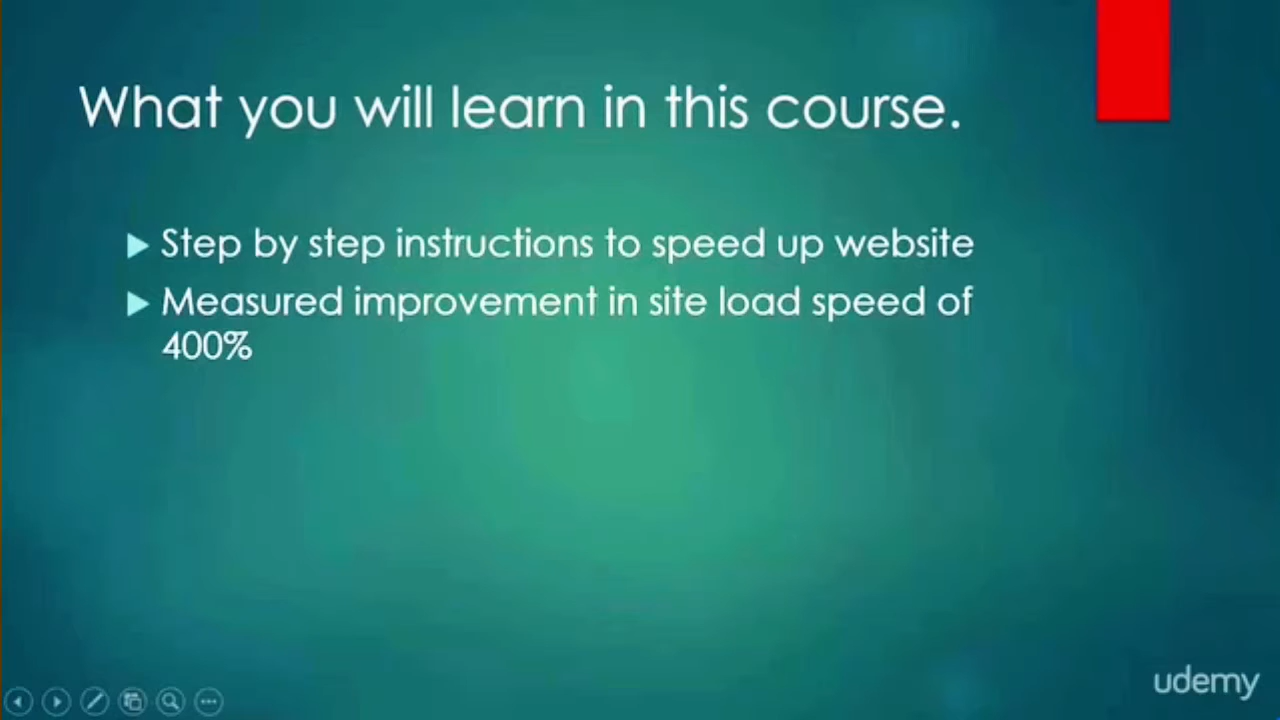 What you will learn in this course.
Step by step instructions to speed up website
Measured improvement in site load speed of
400%
udemy